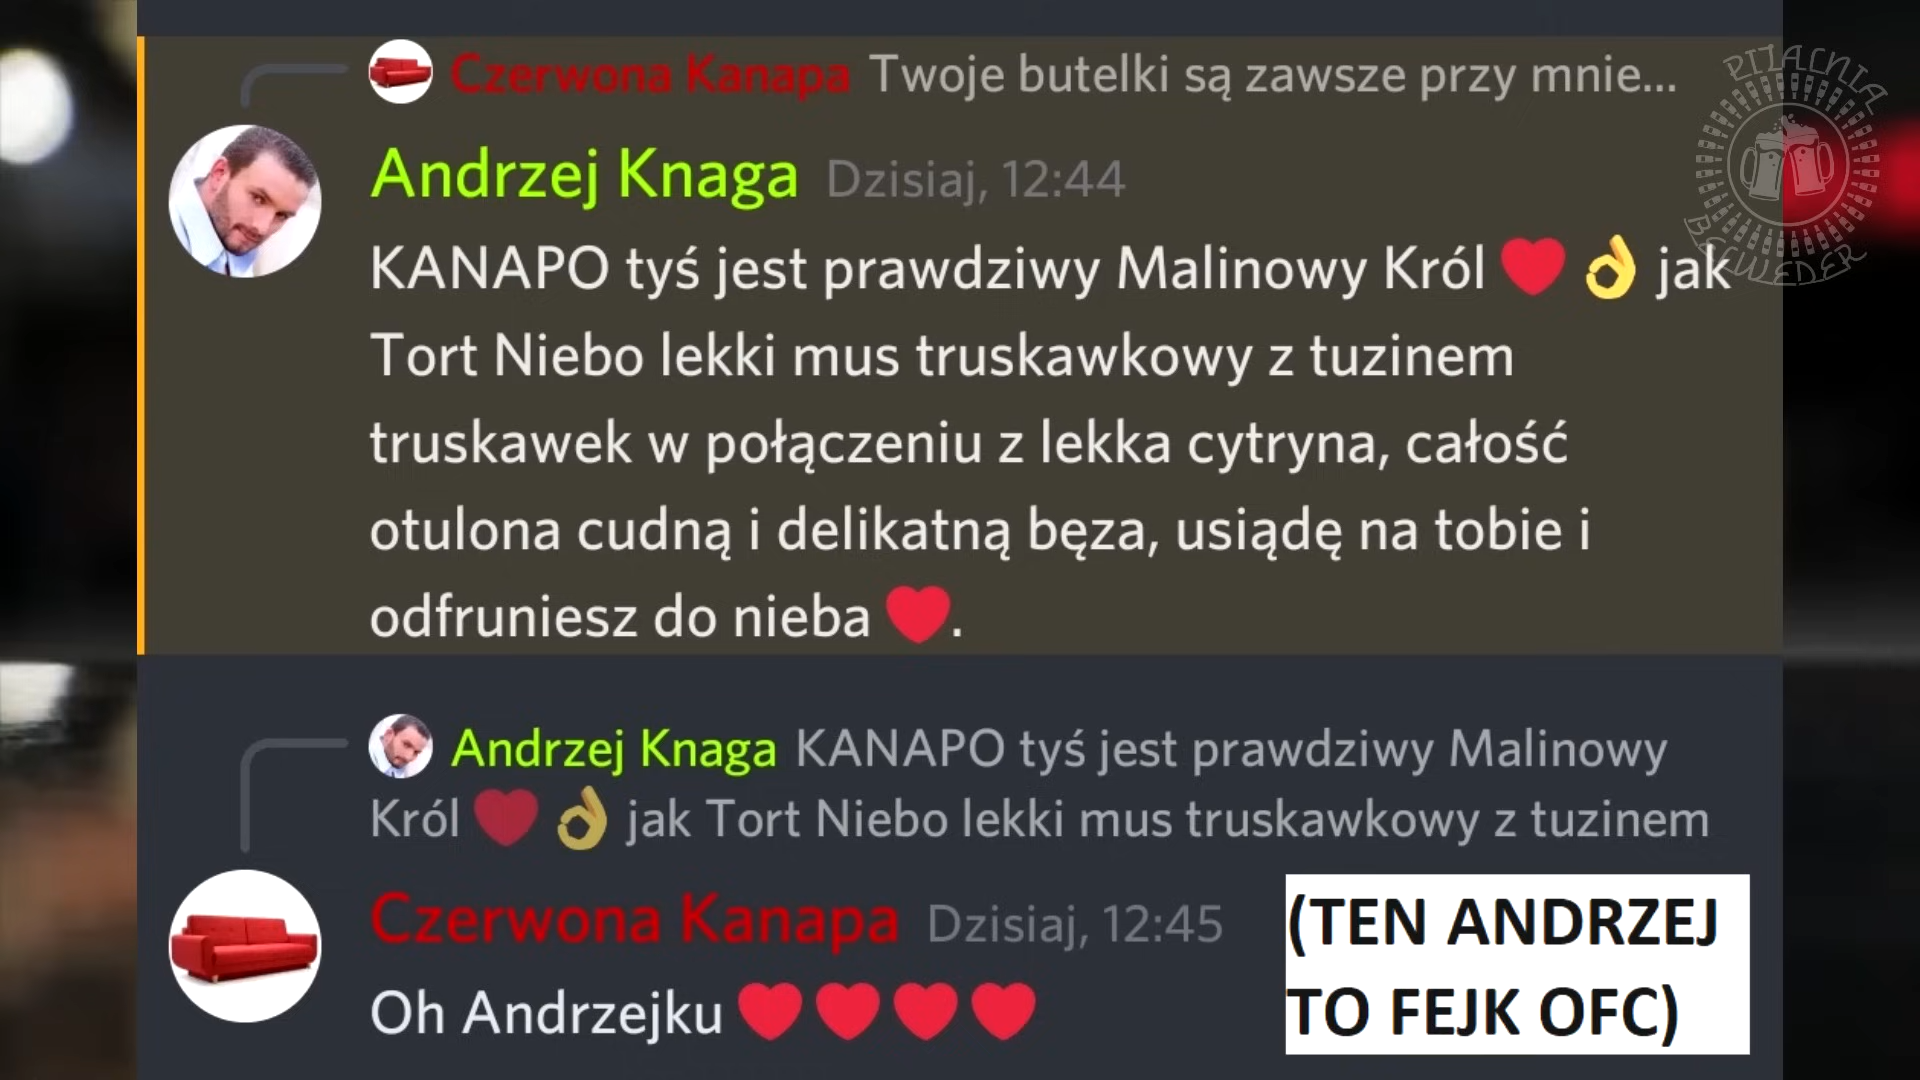 Czerwona Kanapa Twoje butelki są zawsze przy mnie...
Andrzej Knaga Dzisiaj, 12:44
KANAPO tyś jest prawdziwy Malinowy Król ❤️👌 jak
Tort Niebo lekki mus truskawkowy z tuzinem
truskawek w połączeniu z lekka cytryna, całość
otulona cudną i delikatną bęza, usiądę na tobie i
odfruniesz do nieba ❤️.
Andrzej Knaga KANAPO tyś jest prawdziwy Malinowy
Król ❤️👌 jak Tort Niebo lekki mus truskawkowy z tuzinem
Czerwona Kanapa Dzisiaj, 12:45
Oh Andrzejku ❤️❤️❤️❤️
(TEN ANDRZEJ
TO FEJK OFC)
PIJALNIA